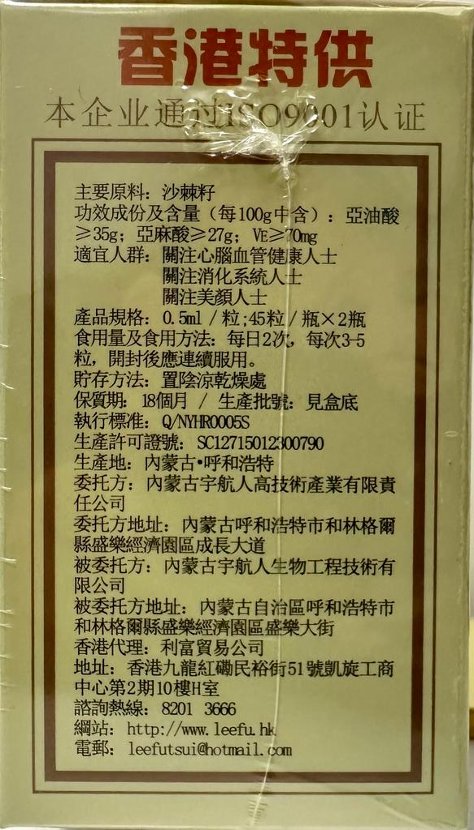 香港特供
本企业通过ISO9001认证
主要原料：沙棘籽
功效成份及含量（每100g中含）：亞油酸
≥35g；亞麻酸≥27g；VE≥70mg
適宜人群：關注心腦血管健康人士
關注消化系統人士
關注美顏人士
產品規格：0.5ml／粒；45粒／瓶×2瓶
食用量及食用方法：每日2次，每次3-5
粒，開封後應連續服用。
貯存方法：置陰涼乾燥處
保質期：18個月／生產批號：見盒底
執行標准：Q/NYHR0005S
生產許可證號：SC12715012300790
生產地：內蒙古•呼和浩特
委托方：內蒙古宇航人高技術產業有限責
任公司
委托方地址：內蒙古呼和浩特市和林格爾
縣盛樂經濟園區成長大道
被委托方：內蒙古宇航人生物工程技術有
限公司
被委托方地址：內蒙古自治區呼和浩特市
和林格爾縣盛樂經濟園區盛樂大街
香港代理：利富貿易公司
地址：香港九龍紅磡民裕街51號凱旋工商
中心第2期10樓H室
諮詢熱線：8201 3666
網站：http://www.leefu.hk
電郵：leefutsui@hotmail.com